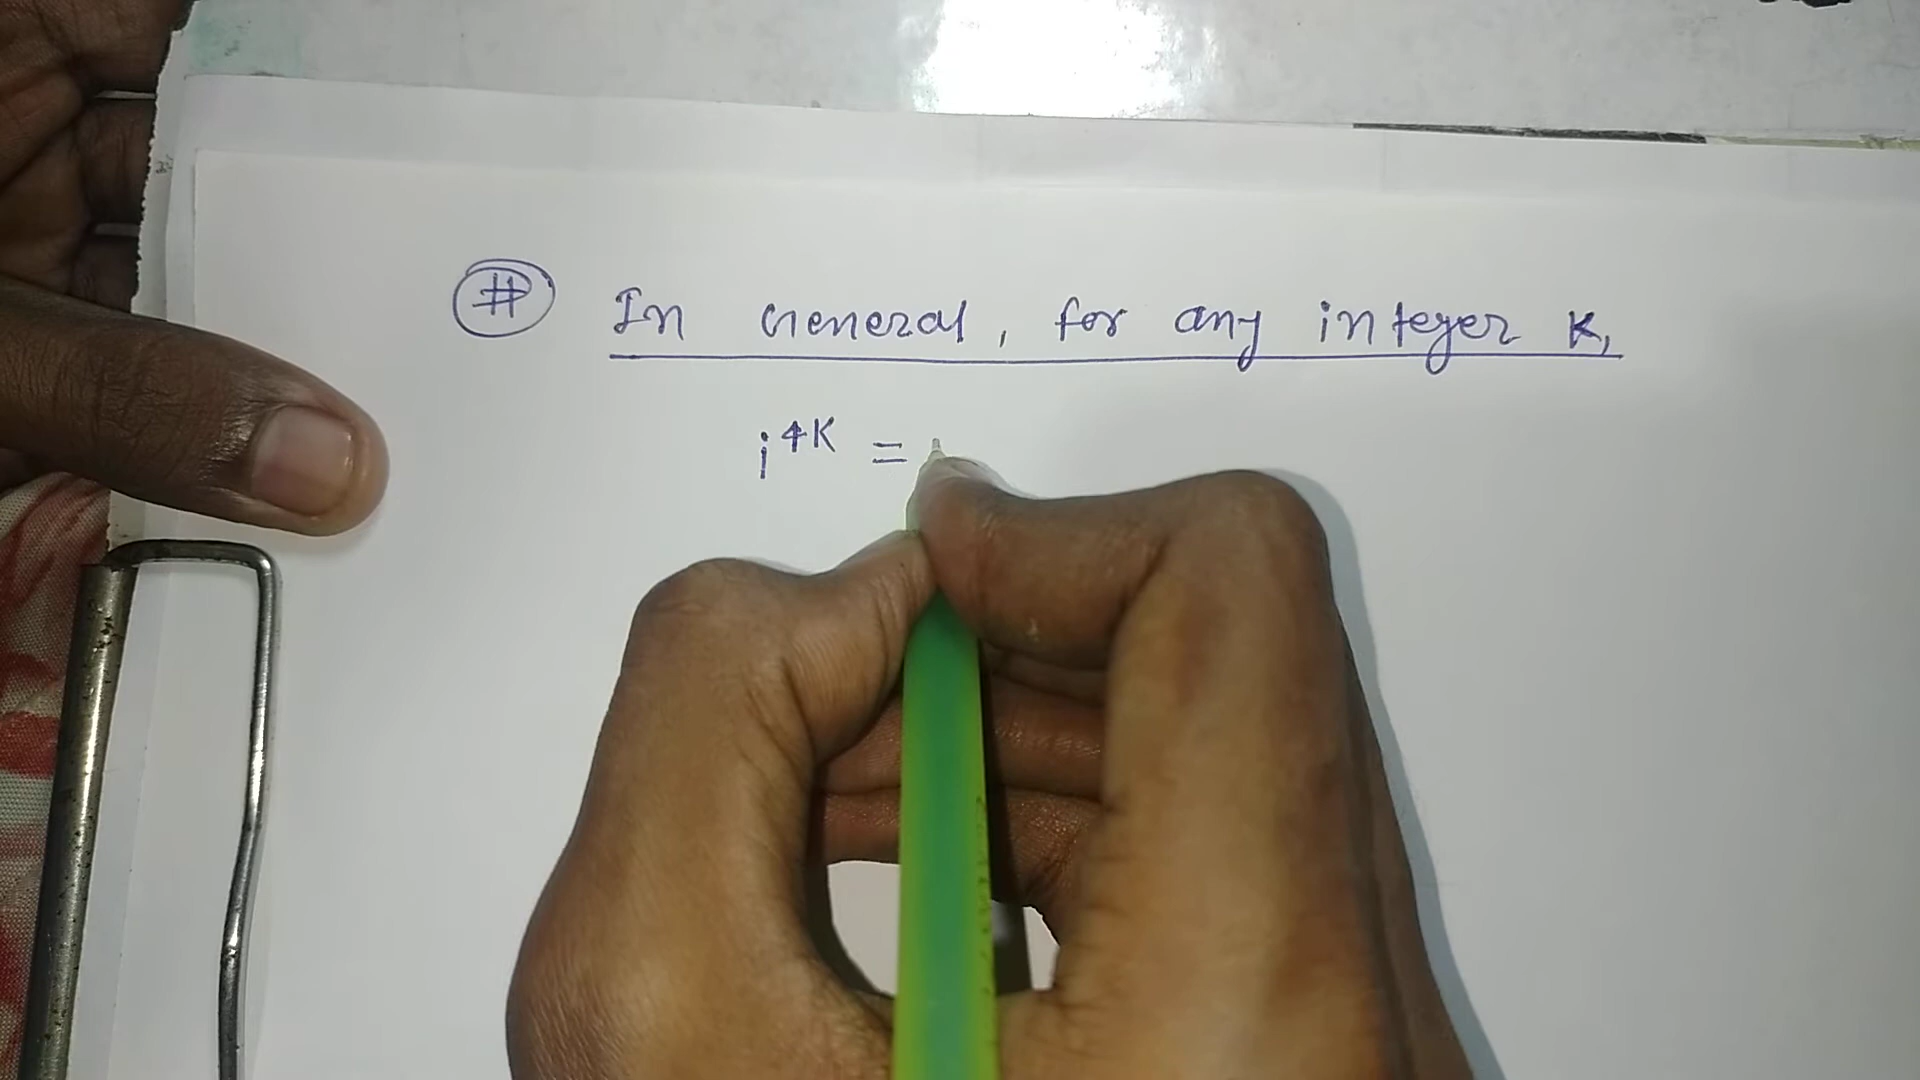 # In General, for any integer K,
i^4K =